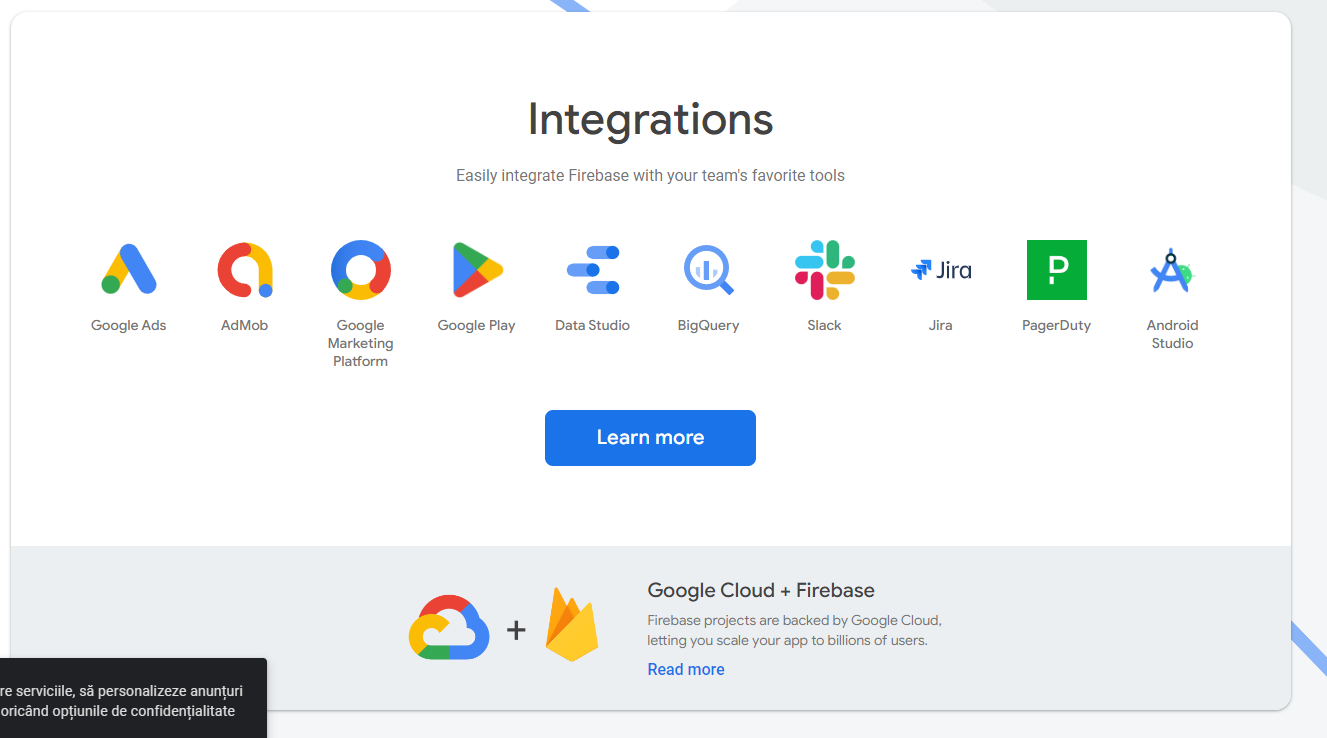 Integrations
Easily integrate Firebase with your team's favorite tools
Google Ads
AdMob
Google
Marketing
Platform
Google Play
Data Studio
BigQuery
Slack
Jira
Jira
P
PagerDuty
Android
Studio
Learn more
+
Google Cloud + Firebase
Firebase projects are backed by Google Cloud,
letting you scale your app to billions of users.
Read more
re serviciile, să personalizeze anunțuri
oricând opțiunile de confidențialitate